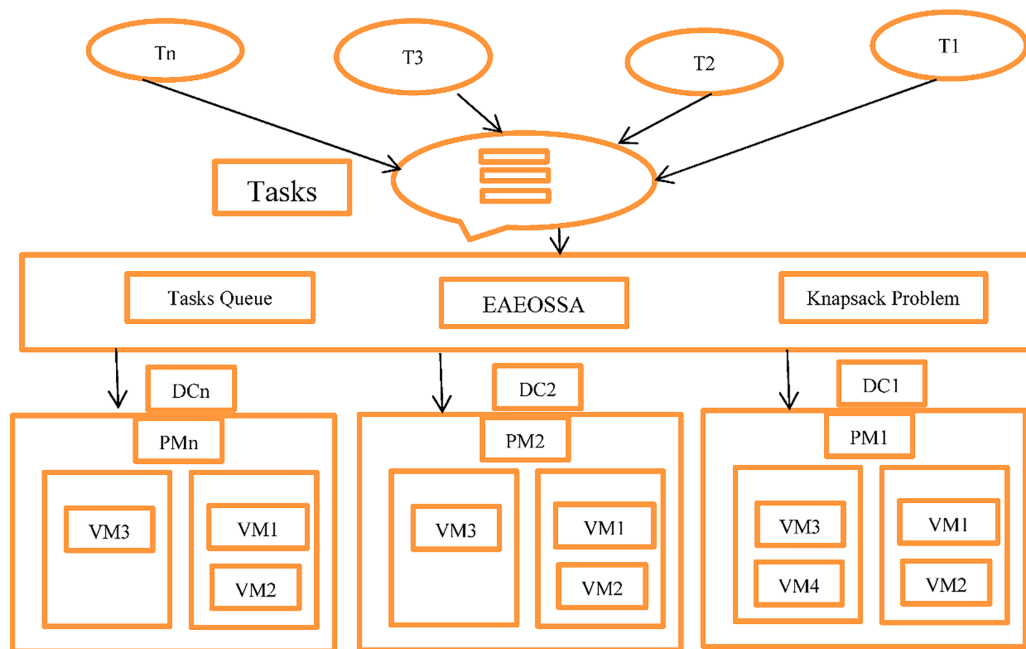 Tn
T3
T2
T1
Tasks
Tasks Queue
EAEOSSA
Knapsack Problem
DCn
DC2
DC1
PMn
PM2
PM1
VM3
VM1
VM2
VM3
VM1
VM2
VM3
VM4
VM1
VM2